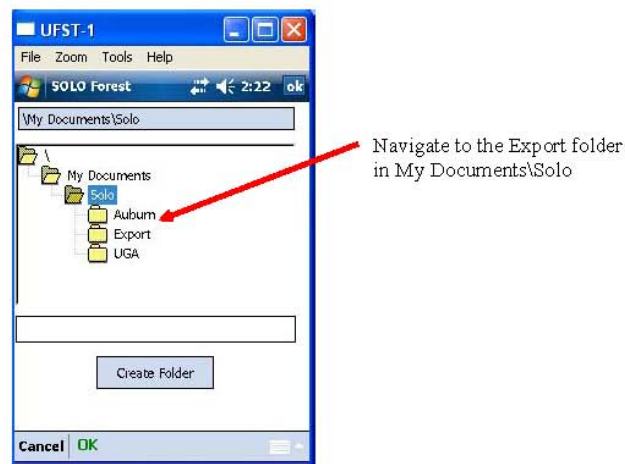 UFST-1
File Zoom Tools Help
SOLO Forest 2:22 ok
\My Documents\Solo
\
My Documents
Solo
Auburn
Export
UGA
Create Folder
Cancel OK
Navigate to the Export folder
in My Documents\Solo